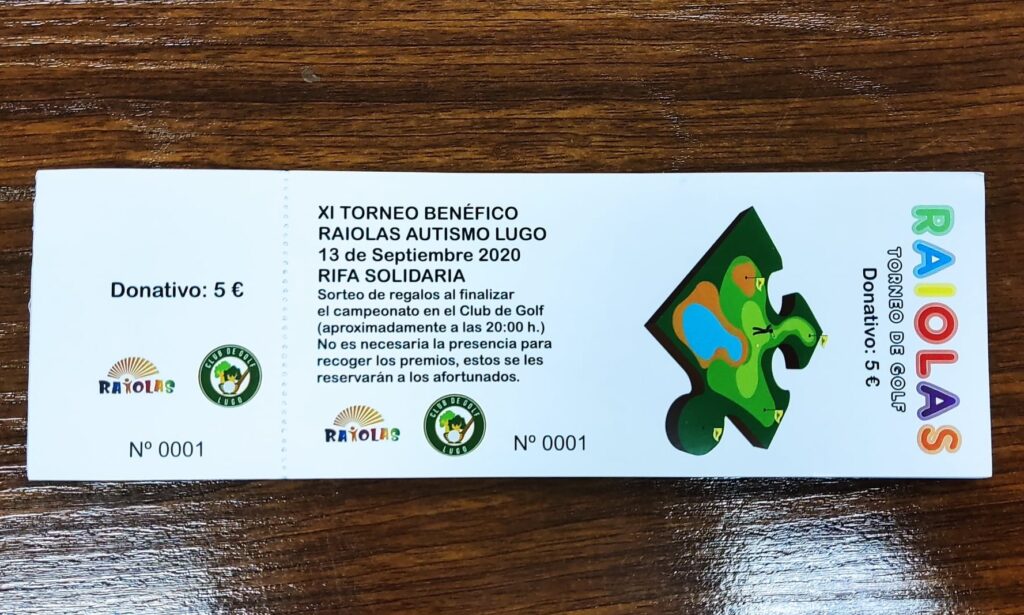 Donativo: 5 €
RAIOLAS
CLUB DE GOLF
LUGO
Nº 0001
XI TORNEO BENÉFICO
RAIOLAS AUTISMO LUGO
13 de Septiembre 2020
RIFA SOLIDARIA
Sorteo de regalos al finalizar
el campeonato en el Club de Golf
(aproximadamente a las 20:00 h.)
No es necesaria la presencia para
recoger los premios, estos se les
reservarán a los afortunados.
RAIOLAS
CLUB DE GOLF
LUGO
Nº 0001
RAIOLAS
TORNEO DE GOLF
Donativo: 5 €